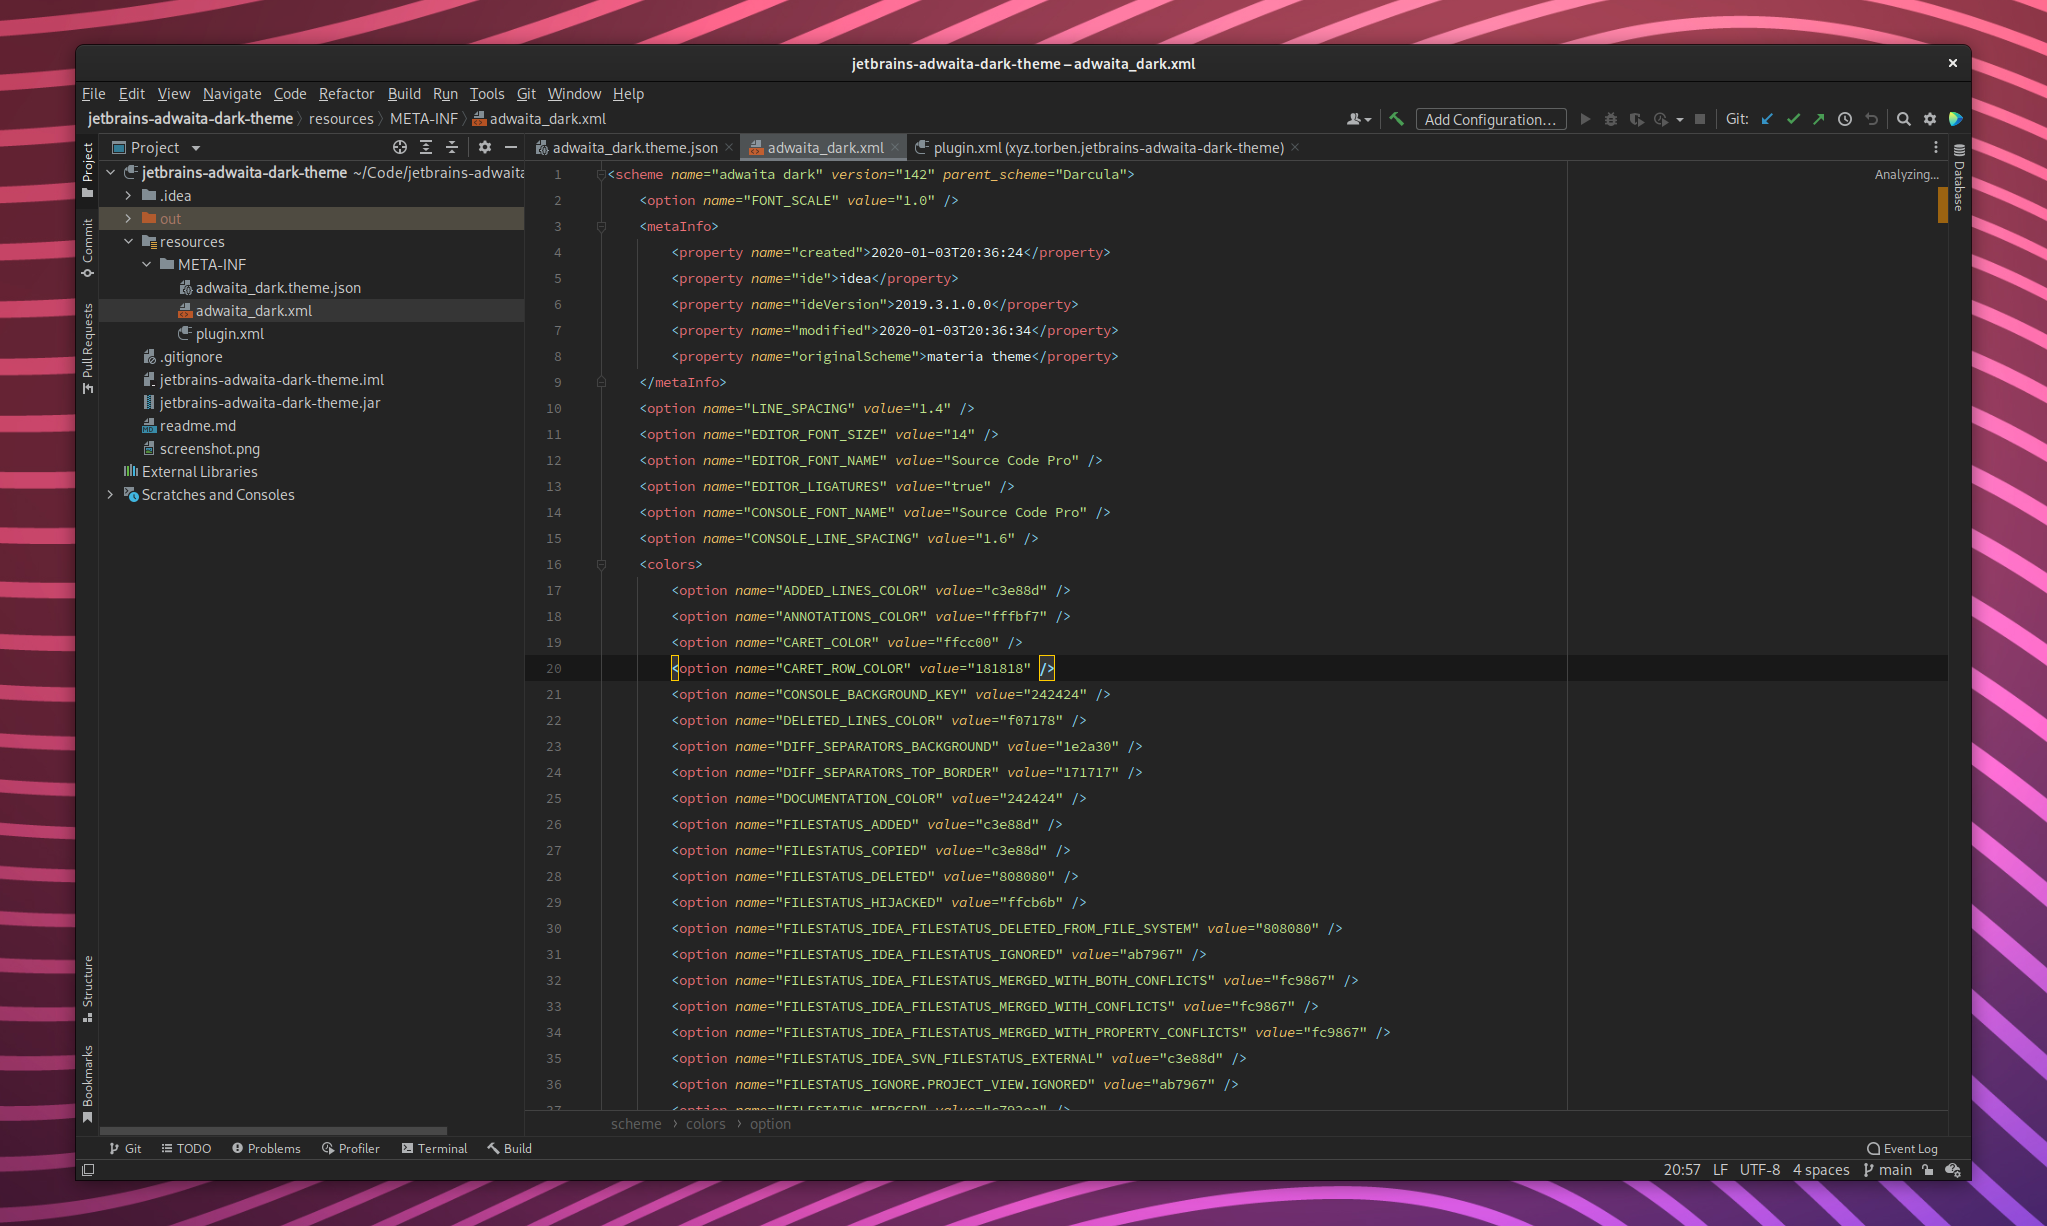 jetbrains-adwaita-dark-theme – adwaita_dark.xml
File Edit View Navigate Code Refactor Build Run Tools Git Window Help
jetbrains-adwaita-dark-theme resources META-INF adwaita_dark.xml
Add Configuration...
Git:
Project
adwaita_dark.theme.json
adwaita_dark.xml
plugin.xml (xyz.torben.jetbrains-adwaita-dark-theme)
Project
Commit
Pull Requests
Structure
Bookmarks
Database
jetbrains-adwaita-dark-theme ~/Code/jetbrains-adwaita
.idea
out
resources
META-INF
adwaita_dark.theme.json
adwaita_dark.xml
plugin.xml
.gitignore
jetbrains-adwaita-dark-theme.iml
jetbrains-adwaita-dark-theme.jar
readme.md
screenshot.png
External Libraries
Scratches and Consoles
Analyzing...
1 <scheme name="adwaita dark" version="142" parent_scheme="Darcula">
2 <option name="FONT_SCALE" value="1.0" />
3 <metaInfo>
4 <property name="created">2020-01-03T20:36:24</property>
5 <property name="ide">idea</property>
6 <property name="ideVersion">2019.3.1.0.0</property>
7 <property name="modified">2020-01-03T20:36:34</property>
8 <property name="originalScheme">materia theme</property>
9 </metaInfo>
10 <option name="LINE_SPACING" value="1.4" />
11 <option name="EDITOR_FONT_SIZE" value="14" />
12 <option name="EDITOR_FONT_NAME" value="Source Code Pro" />
13 <option name="EDITOR_LIGATURES" value="true" />
14 <option name="CONSOLE_FONT_NAME" value="Source Code Pro" />
15 <option name="CONSOLE_LINE_SPACING" value="1.6" />
16 <colors>
17 <option name="ADDED_LINES_COLOR" value="c3e88d" />
18 <option name="ANNOTATIONS_COLOR" value="fffbf7" />
19 <option name="CARET_COLOR" value="ffcc00" />
20 <option name="CARET_ROW_COLOR" value="181818" />
21 <option name="CONSOLE_BACKGROUND_KEY" value="242424" />
22 <option name="DELETED_LINES_COLOR" value="f07178" />
23 <option name="DIFF_SEPARATORS_BACKGROUND" value="1e2a30" />
24 <option name="DIFF_SEPARATORS_TOP_BORDER" value="171717" />
25 <option name="DOCUMENTATION_COLOR" value="242424" />
26 <option name="FILESTATUS_ADDED" value="c3e88d" />
27 <option name="FILESTATUS_COPIED" value="c3e88d" />
28 <option name="FILESTATUS_DELETED" value="808080" />
29 <option name="FILESTATUS_HIJACKED" value="ffcb6b" />
30 <option name="FILESTATUS_IDEA_FILESTATUS_DELETED_FROM_FILE_SYSTEM" value="808080" />
31 <option name="FILESTATUS_IDEA_FILESTATUS_IGNORED" value="ab7967" />
32 <option name="FILESTATUS_IDEA_FILESTATUS_MERGED_WITH_BOTH_CONFLICTS" value="fc9867" />
33 <option name="FILESTATUS_IDEA_FILESTATUS_MERGED_WITH_CONFLICTS" value="fc9867" />
34 <option name="FILESTATUS_IDEA_FILESTATUS_MERGED_WITH_PROPERTY_CONFLICTS" value="fc9867" />
35 <option name="FILESTATUS_IDEA_SVN_FILESTATUS_EXTERNAL" value="c3e88d" />
36 <option name="FILESTATUS_IGNORE.PROJECT_VIEW.IGNORED" value="ab7967" />
37 <option name="FILESTATUS_MERGED"
scheme › colors › option
Git TODO Problems Profiler Terminal Build
Event Log
20:57 LF UTF-8 4 spaces main